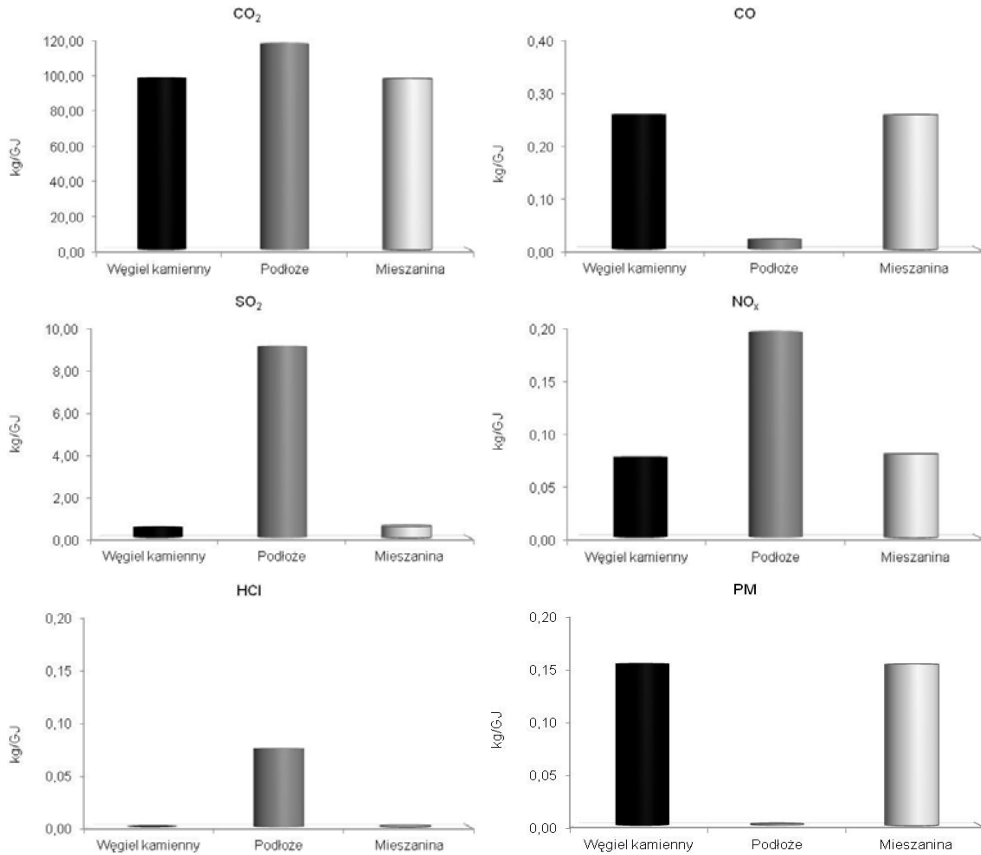 CO₂
120,00
100,00
80,00
60,00
40,00
20,00
0,00
kg/GJ
Węgiel kamienny Podłoże Mieszanina
CO
0,40
0,30
0,20
0,10
0,00
kg/GJ
Węgiel kamienny Podłoże Mieszanina
SO₂
10,00
8,00
6,00
4,00
2,00
0,00
kg/GJ
Węgiel kamienny Podłoże Mieszanina
NOₓ
0,20
0,15
0,10
0,05
0,00
kg/GJ
Węgiel kamienny Podłoże Mieszanina
HCl
0,20
0,15
0,10
0,05
0,00
kg/GJ
Węgiel kamienny Podłoże Mieszanina
PM
0,20
0,15
0,10
0,05
0,00
kg/GJ
Węgiel kamienny Podłoże Mieszanina